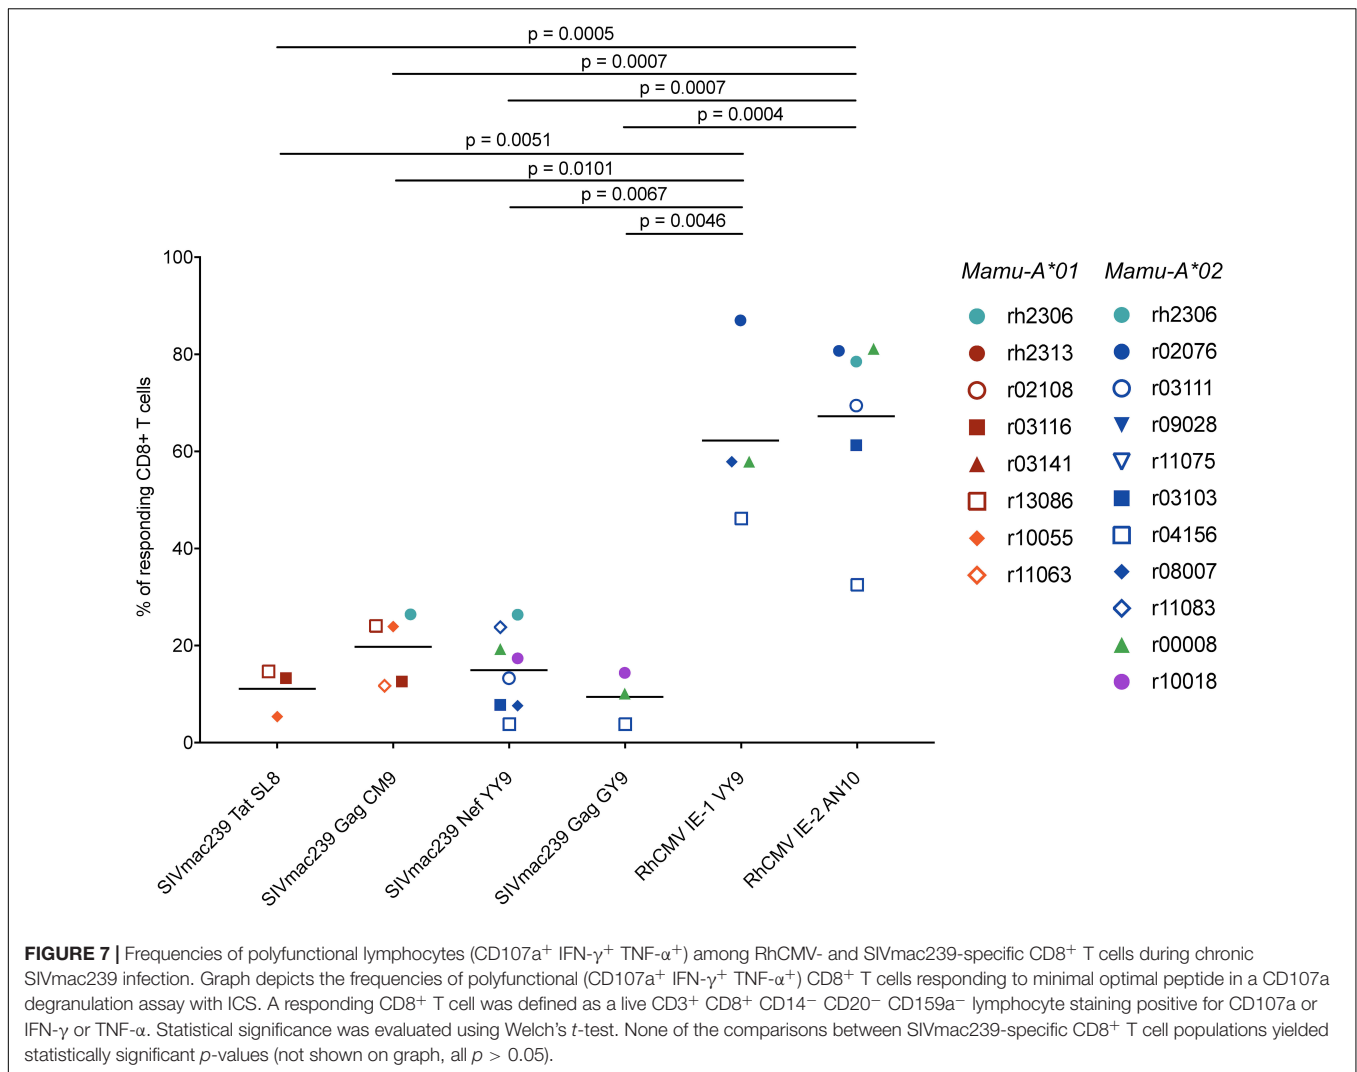 p = 0.0005
p = 0.0007
p = 0.0007
p = 0.0004
p = 0.0051
p = 0.0101
p = 0.0067
p = 0.0046
% of responding CD8+ T cells
100
80
60
40
20
0
SIVmac239 Tat SL8
SIVmac239 Gag CM9
SIVmac239 Nef YY9
SIVmac239 Gag GY9
RhCMV IE-1 VY9
RhCMV IE-2 AN10
Mamu-A*01
rh2306
rh2313
r02108
r03116
r03141
r13086
r10055
r11063
Mamu-A*02
rh2306
r02076
r03111
r09028
r11075
r03103
r04156
r08007
r11083
r00008
r10018
FIGURE 7 | Frequencies of polyfunctional lymphocytes (CD107a⁺ IFN-γ⁺ TNF-α⁺) among RhCMV- and SIVmac239-specific CD8⁺ T cells during chronic
SIVmac239 infection. Graph depicts the frequencies of polyfunctional (CD107a⁺ IFN-γ⁺ TNF-α⁺) CD8⁺ T cells responding to minimal optimal peptide in a CD107a
degranulation assay with ICS. A responding CD8⁺ T cell was defined as a live CD3⁺ CD8⁺ CD14⁻ CD20⁻ CD159a⁻ lymphocyte staining positive for CD107a or
IFN-γ or TNF-α. Statistical significance was evaluated using Welch's t-test. None of the comparisons between SIVmac239-specific CD8⁺ T cell populations yielded
statistically significant p-values (not shown on graph, all p > 0.05).